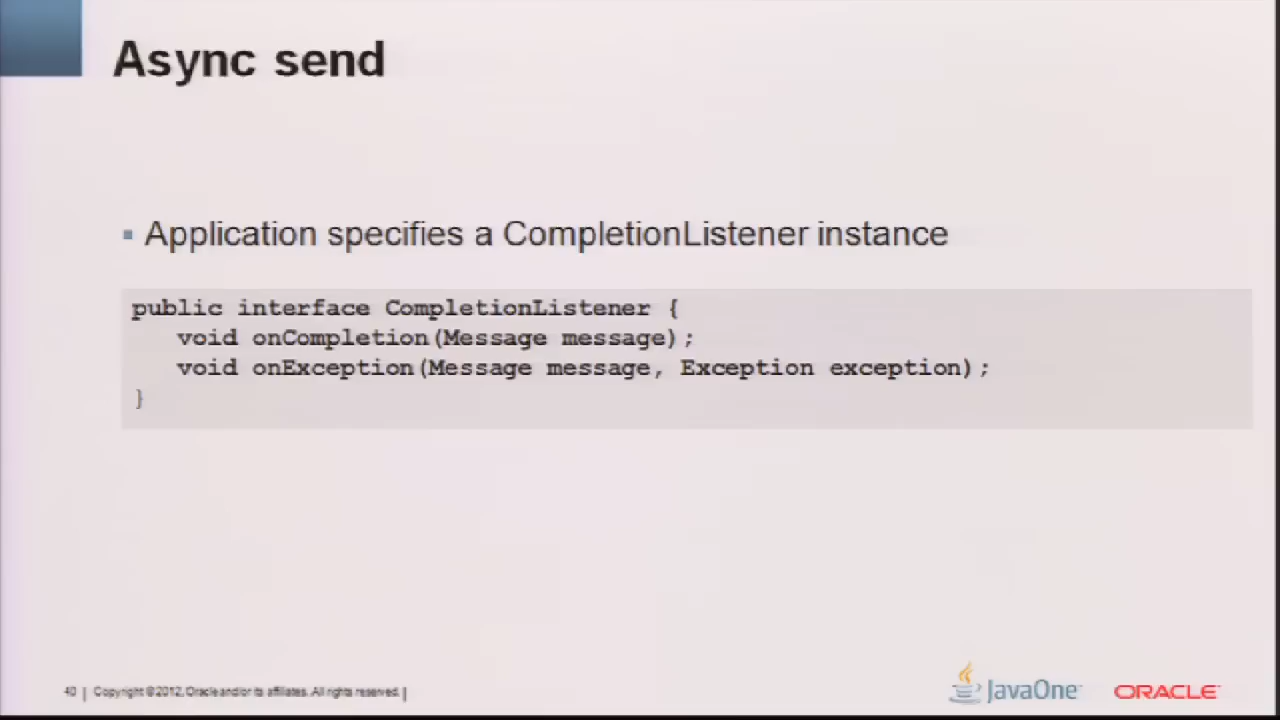 Async send
▪ Application specifies a CompletionListener instance
public interface CompletionListener {
   void onCompletion(Message message);
   void onException(Message message, Exception exception);
}
40 | Copyright © 2012, Oracle and/or its affiliates. All rights reserved. |
JavaOne
ORACLE